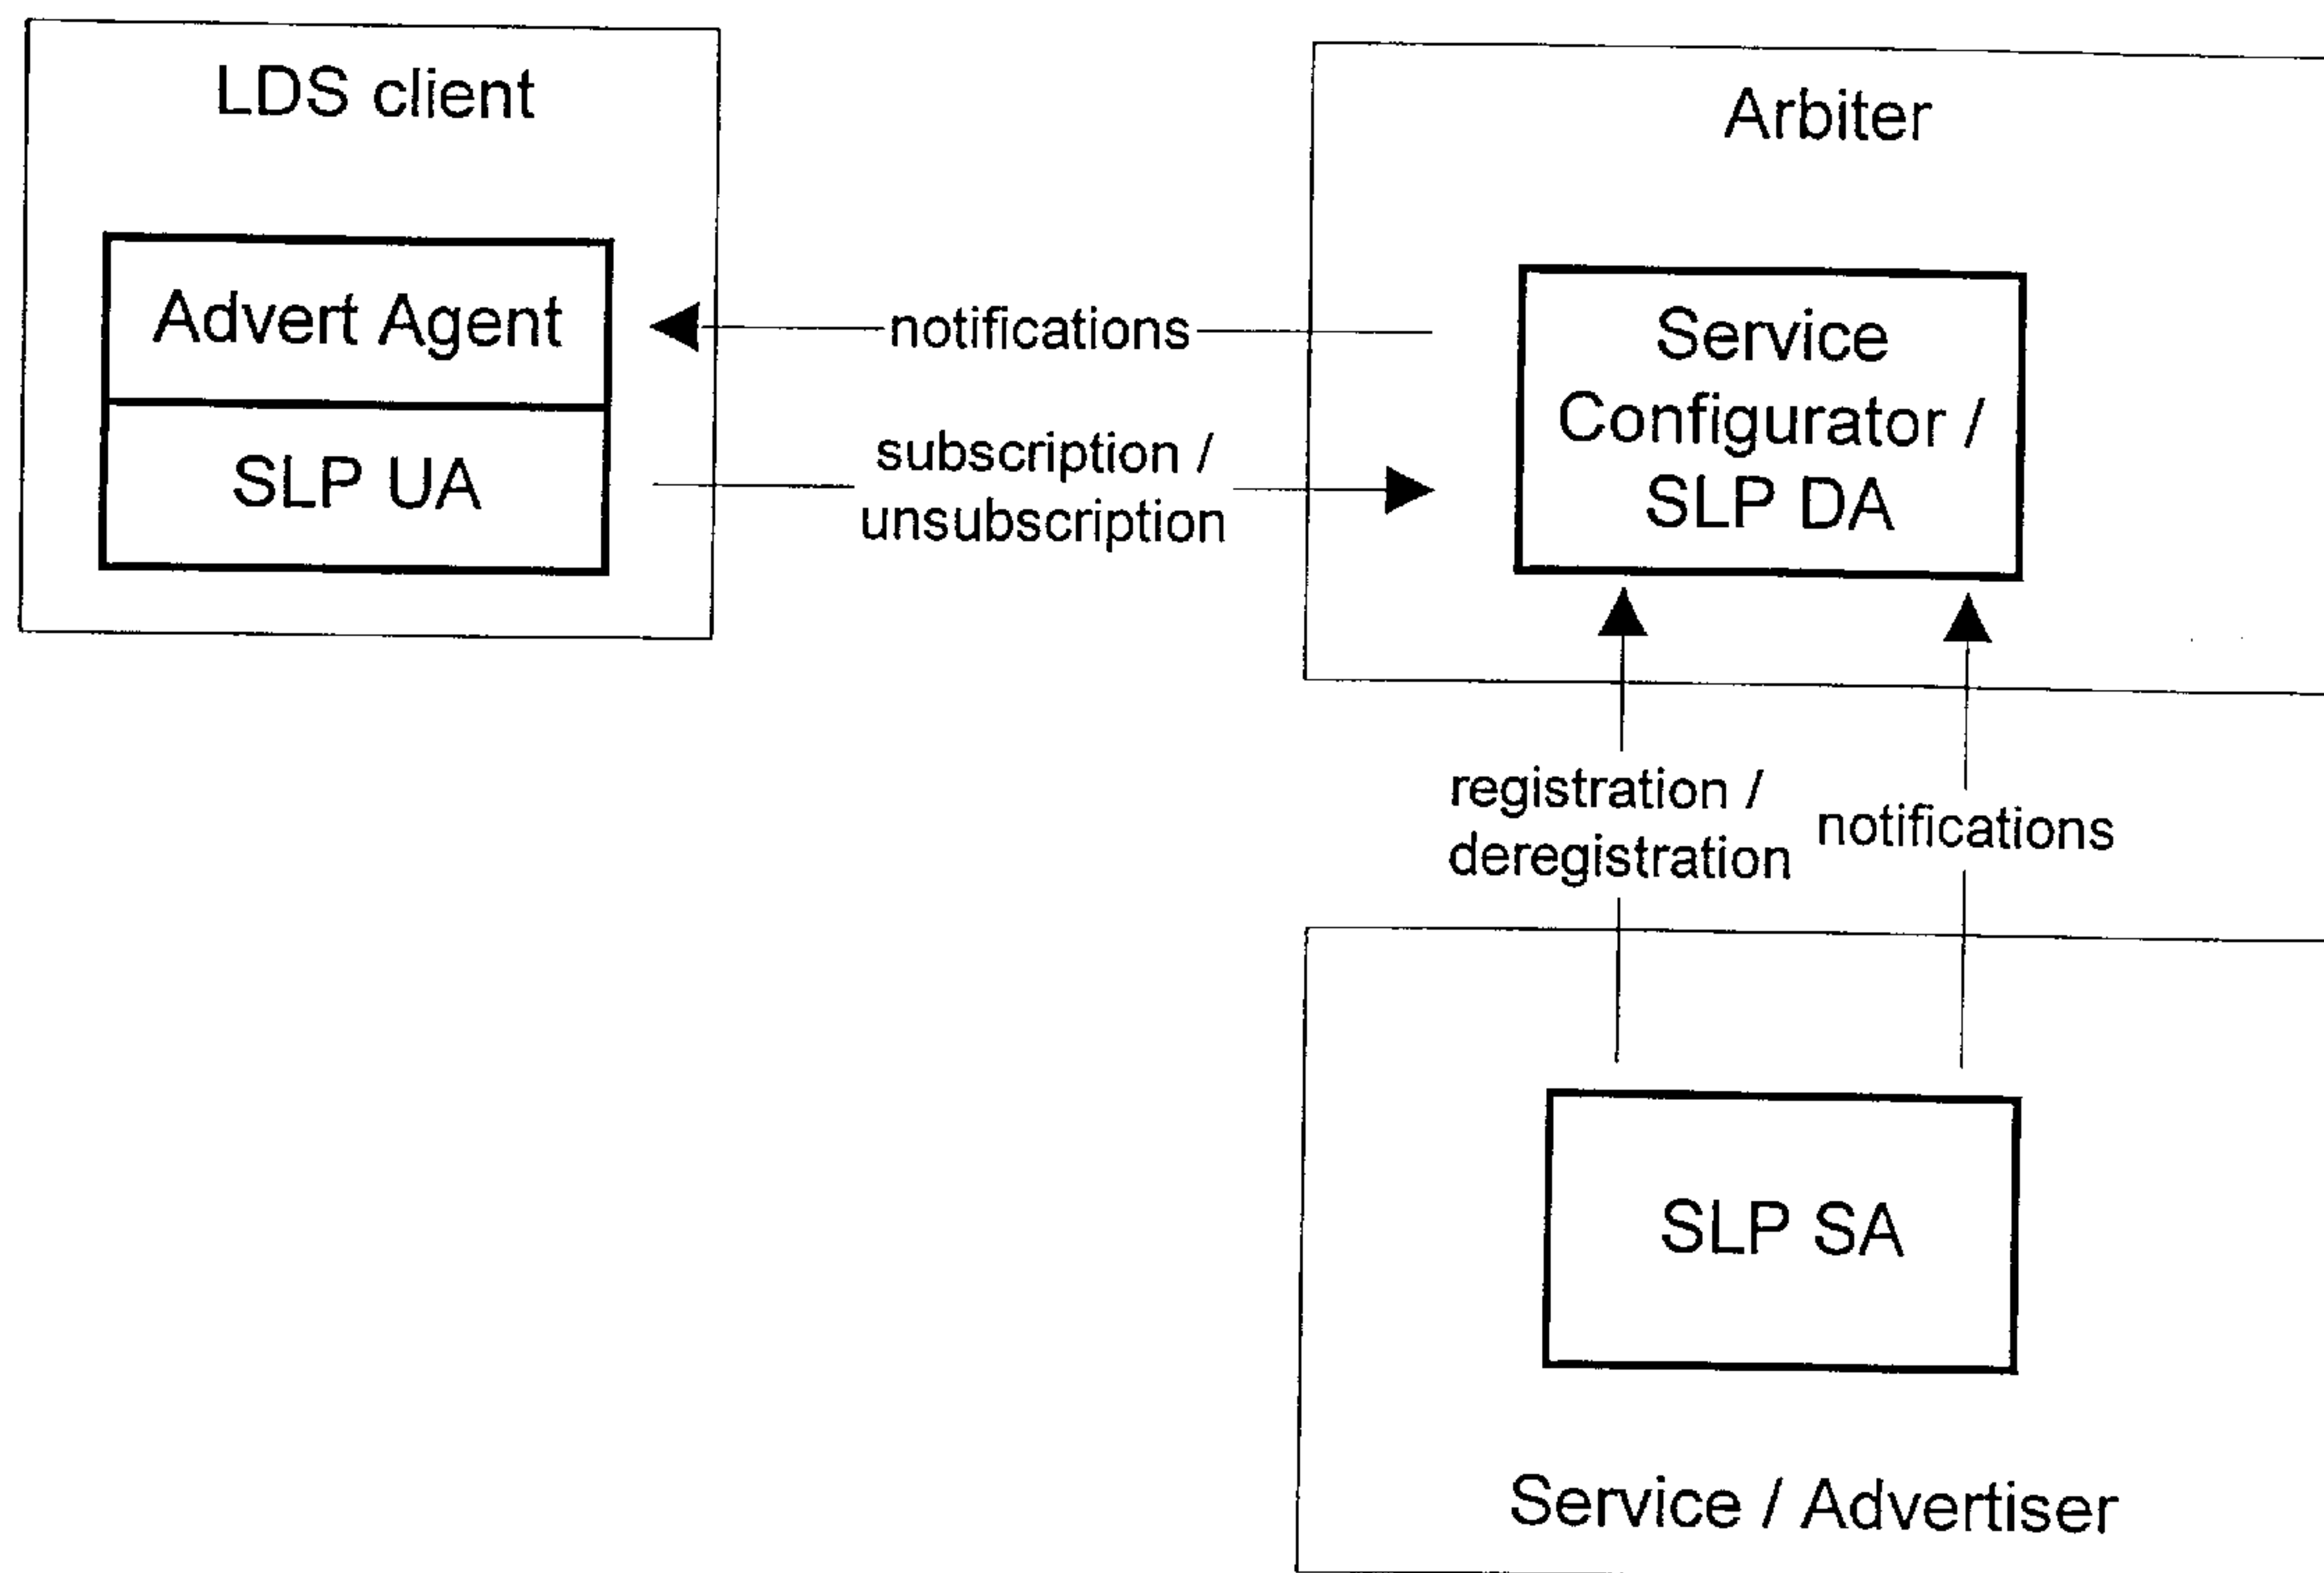 LDS client
Advert Agent
SLP UA
notifications
subscription /
unsubscription
Arbiter
Service
Configurator /
SLP DA
registration /
deregistration
notifications
SLP SA
Service / Advertiser